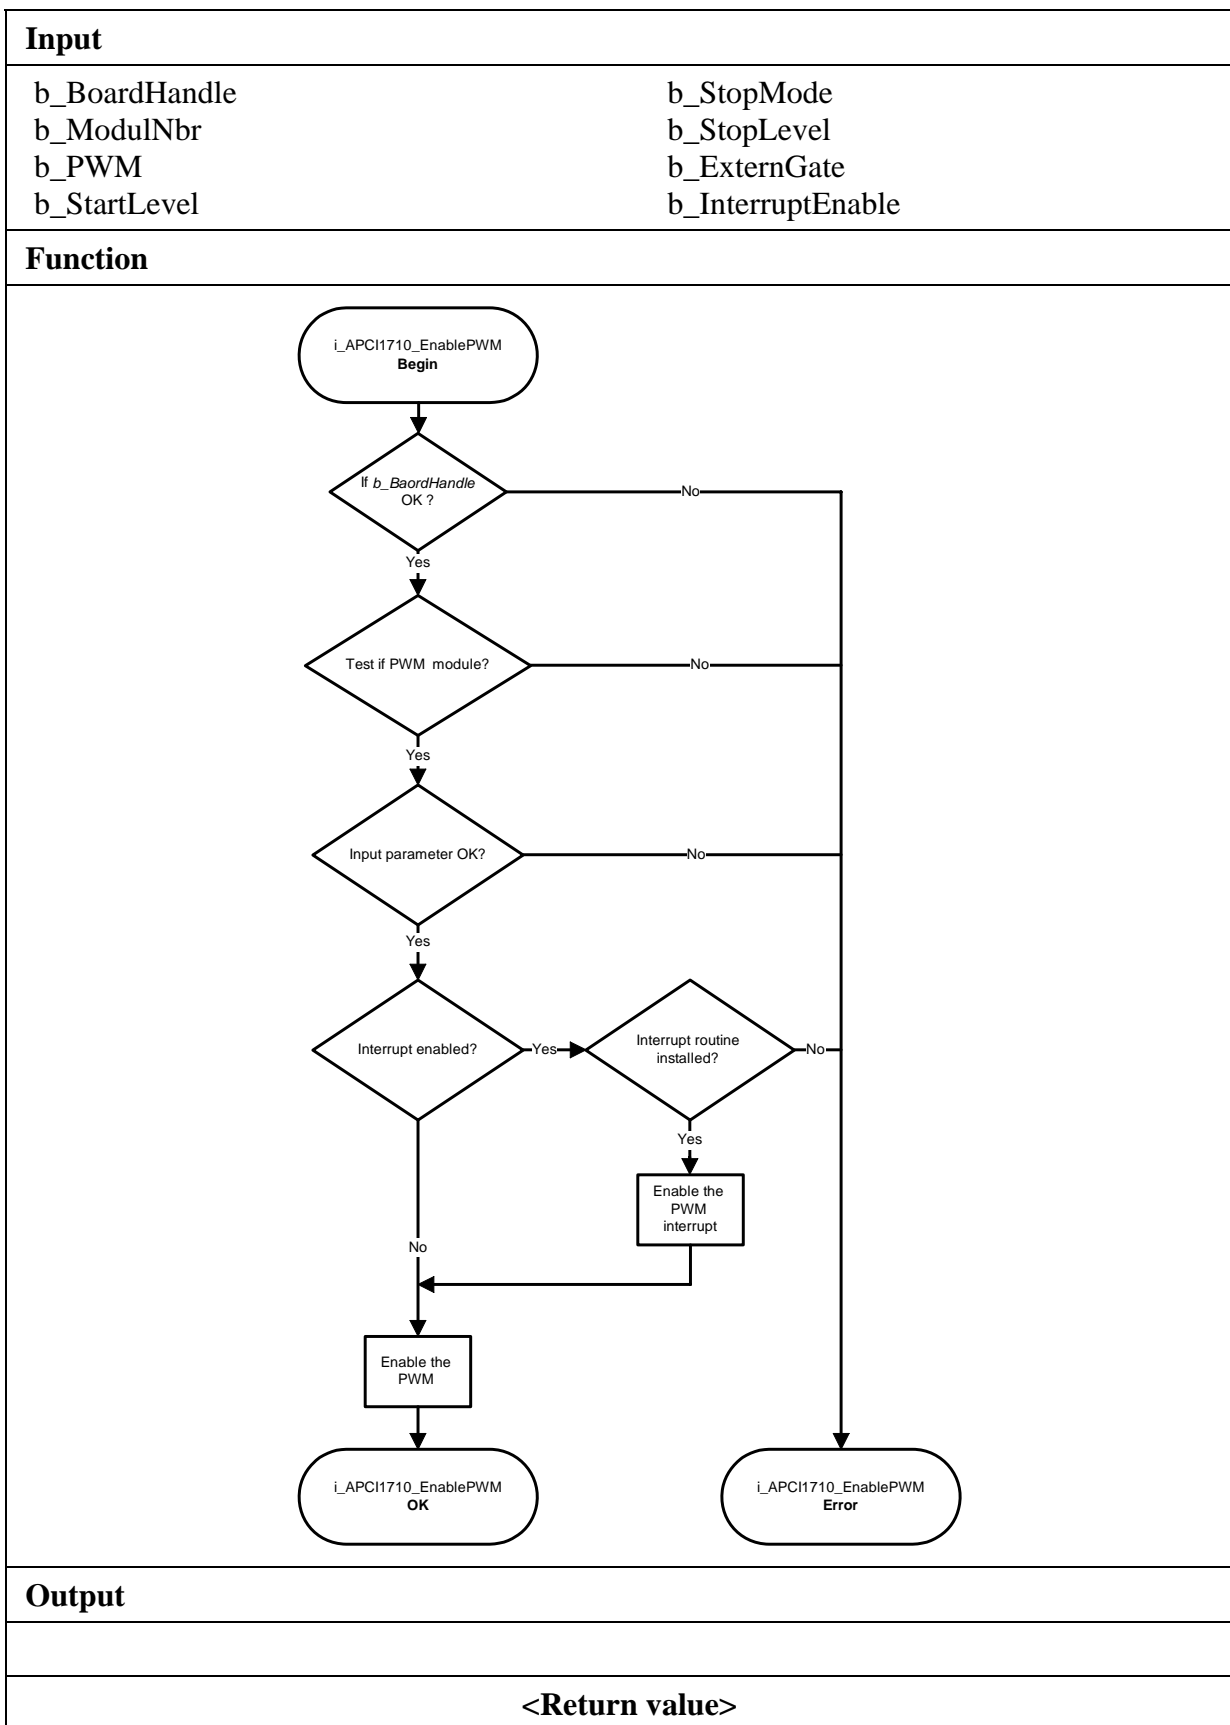 Input
b_BoardHandle
b_ModulNbr
b_PWM
b_StartLevel
b_StopMode
b_StopLevel
b_ExternGate
b_InterruptEnable
Function
i_APCI1710_EnablePWM
Begin
If b_BaordHandle
OK ?
No
Yes
Test if PWM module?
No
Yes
Input parameter OK?
No
Yes
Interrupt enabled?
Yes
Interrupt routine
installed?
No
Yes
Enable the
PWM
interrupt
No
Enable the
PWM
i_APCI1710_EnablePWM
OK
i_APCI1710_EnablePWM
Error
Output
<Return value>